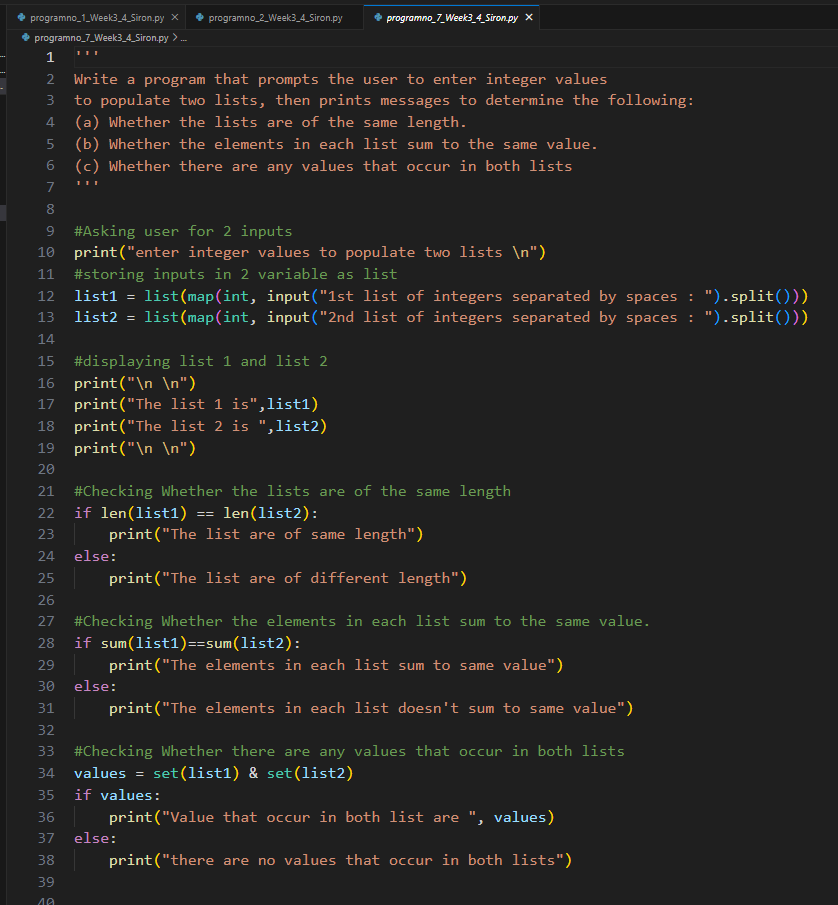 programno_1_Week3_4_Siron.py × programno_2_Week3_4_Siron.py programno_7_Week3_4_Siron.py ×
programno_7_Week3_4_Siron.py > ...
1 '''
2 Write a program that prompts the user to enter integer values
3 to populate two lists, then prints messages to determine the following:
4 (a) Whether the lists are of the same length.
5 (b) Whether the elements in each list sum to the same value.
6 (c) Whether there are any values that occur in both lists
7 '''
8
9 #Asking user for 2 inputs
10 print("enter integer values to populate two lists \n")
11 #storing inputs in 2 variable as list
12 list1 = list(map(int, input("1st list of integers separated by spaces : ").split()))
13 list2 = list(map(int, input("2nd list of integers separated by spaces : ").split()))
14
15 #displaying list 1 and list 2
16 print("\n \n")
17 print("The list 1 is",list1)
18 print("The list 2 is ",list2)
19 print("\n \n")
20
21 #Checking Whether the lists are of the same length
22 if len(list1) == len(list2):
23     print("The list are of same length")
24 else:
25     print("The list are of different length")
26
27 #Checking Whether the elements in each list sum to the same value.
28 if sum(list1)==sum(list2):
29     print("The elements in each list sum to same value")
30 else:
31     print("The elements in each list doesn't sum to same value")
32
33 #Checking Whether there are any values that occur in both lists
34 values = set(list1) & set(list2)
35 if values:
36     print("Value that occur in both list are ", values)
37 else:
38     print("there are no values that occur in both lists")
39
40